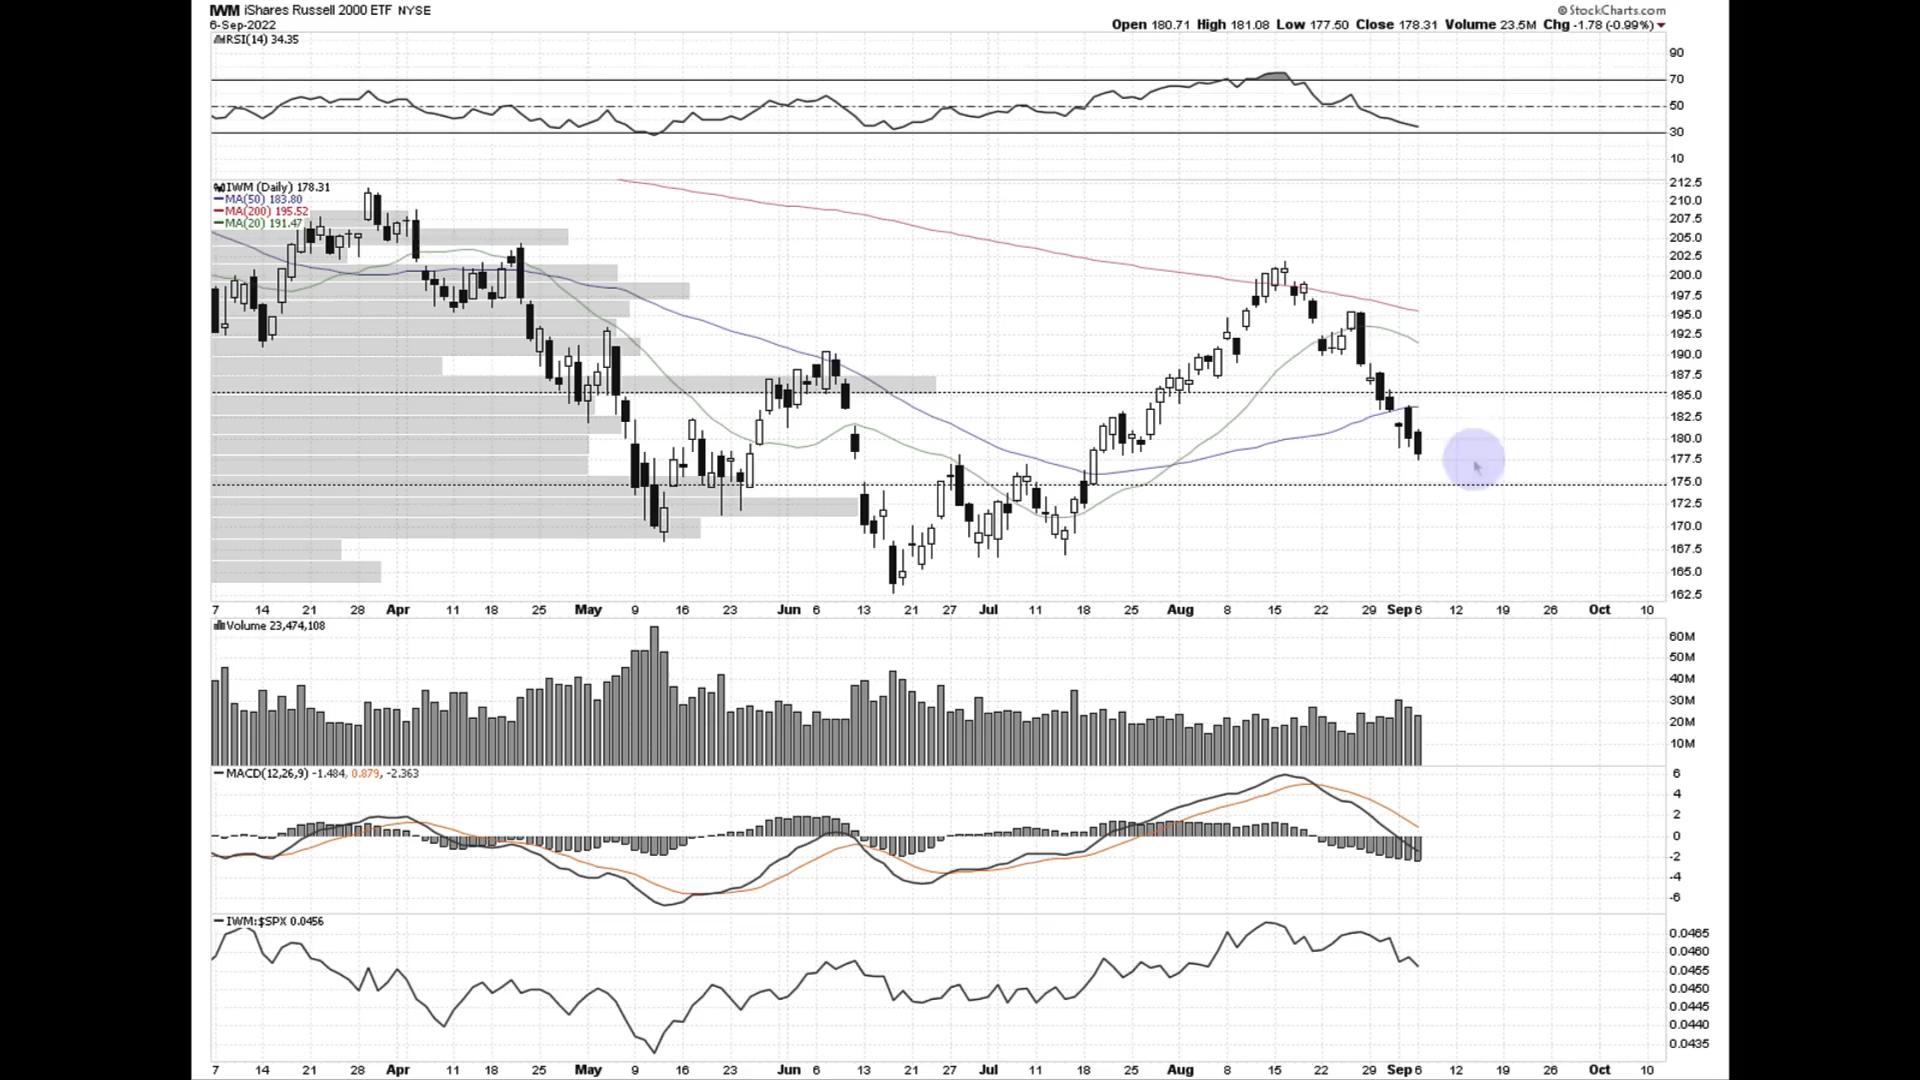 IWM iShares Russell 2000 ETF NYSE
© StockCharts.com
6-Sep-2022
Open 180.71 High 181.08 Low 177.50 Close 178.31 Volume 23.5M Chg -1.78 (-0.99%)
RSI(14) 34.35
90
70
50
30
10
IWM (Daily) 178.31
MA(50) 183.80
MA(200) 195.52
MA(20) 191.47
212.5
210.0
207.5
205.0
202.5
200.0
197.5
195.0
192.5
190.0
187.5
185.0
182.5
180.0
177.5
175.0
172.5
170.0
167.5
165.0
162.5
7 14 21 28 Apr 11 18 25 May 9 16 23 Jun 6 13 21 27 Jul 11 18 25 Aug 8 15 22 29 Sep 6 12 19 26 Oct 10
Volume 23,474,108
60M
50M
40M
30M
20M
10M
MACD(12,26,9) -1.484, 0.879, -2.363
6
4
2
0
-2
-4
-6
IWM:$SPX 0.0456
0.0465
0.0460
0.0455
0.0450
0.0445
0.0440
0.0435
7 14 21 28 Apr 11 18 25 May 9 16 23 Jun 6 13 21 27 Jul 11 18 25 Aug 8 15 22 29 Sep 6 12 19 26 Oct 10